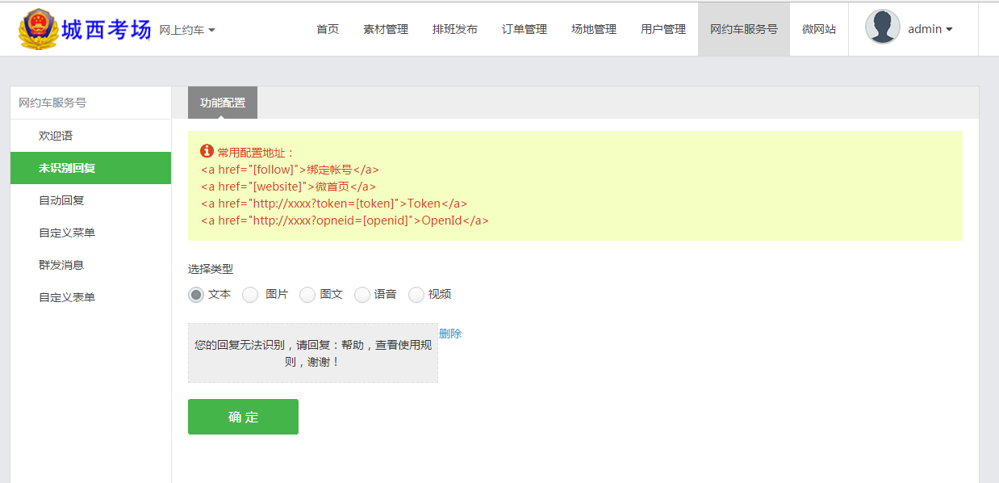 城西考场 网上约车
首页 素材管理 排班发布 订单管理 场地管理 用户管理 网约车服务号 微网站 admin
网约车服务号
欢迎语
未识别回复
自动回复
自定义菜单
群发消息
自定义表单
功能配置
常用配置地址：
<a href="[follow]">绑定帐号</a>
<a href="[website]">微首页</a>
<a href="http://xxxx?token=[token]">Token</a>
<a href="http://xxxx?opneid=[openid]">OpenId</a>
选择类型
文本 图片 图文 语音 视频
您的回复无法识别，请回复：帮助，查看使用规
则，谢谢！
删除
确 定